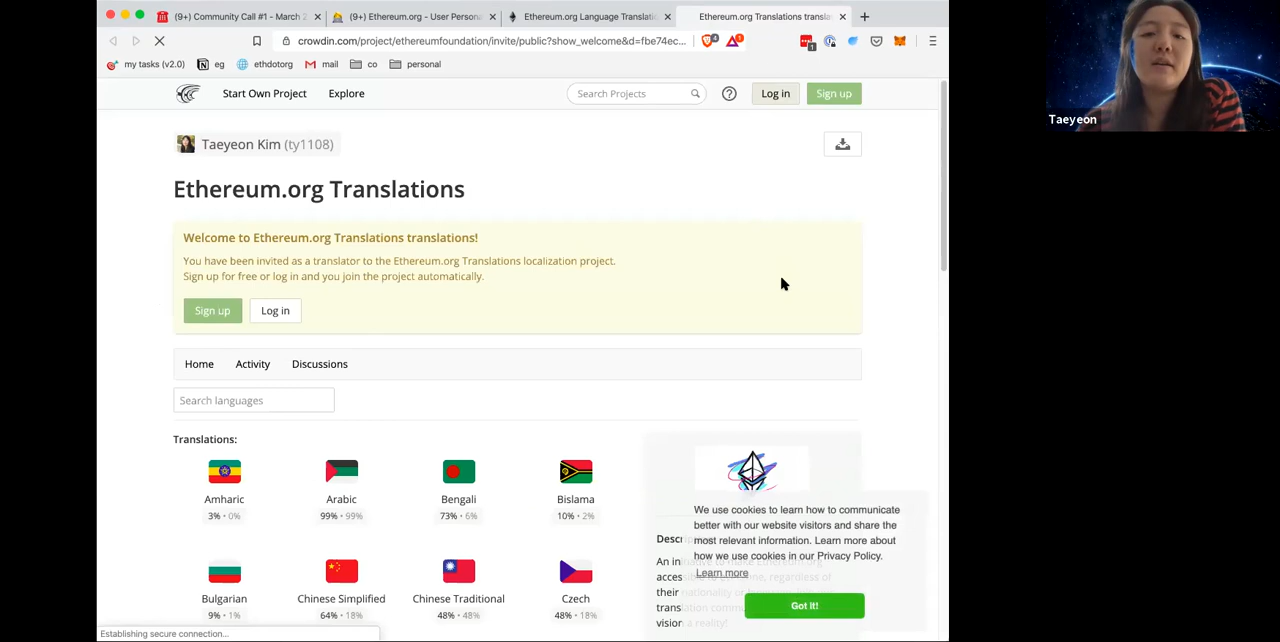 (9+) Community Call #1 - March 2
(9+) Ethereum.org - User Persona
Ethereum.org Language Translati
Ethereum.org Translations transla
crowdin.com/project/ethereumfoundation/invite/public?show_welcome&d=fbe74ec...
4
1
1
my tasks (v2.0)
eg
ethdotorg
mail
co
personal
Start Own Project
Explore
Search Projects
Log in
Sign up
Taeyeon
Taeyeon Kim (ty1108)
Ethereum.org Translations
Welcome to Ethereum.org Translations translations!
You have been invited as a translator to the Ethereum.org Translations localization project.
Sign up for free or log in and you join the project automatically.
Sign up
Log in
Home
Activity
Discussions
Search languages
Translations:
Amharic
3% • 0%
Arabic
99% • 99%
Bengali
73% • 6%
Bislama
10% • 2%
Bulgarian
9% • 1%
Chinese Simplified
64% • 18%
Chinese Traditional
48% • 48%
Czech
48% • 18%
We use cookies to learn how to communicate
better with our website visitors and share the
most relevant information. Learn more about
how we use cookies in our Privacy Policy.
Learn more
Got it!
Establishing secure connection...